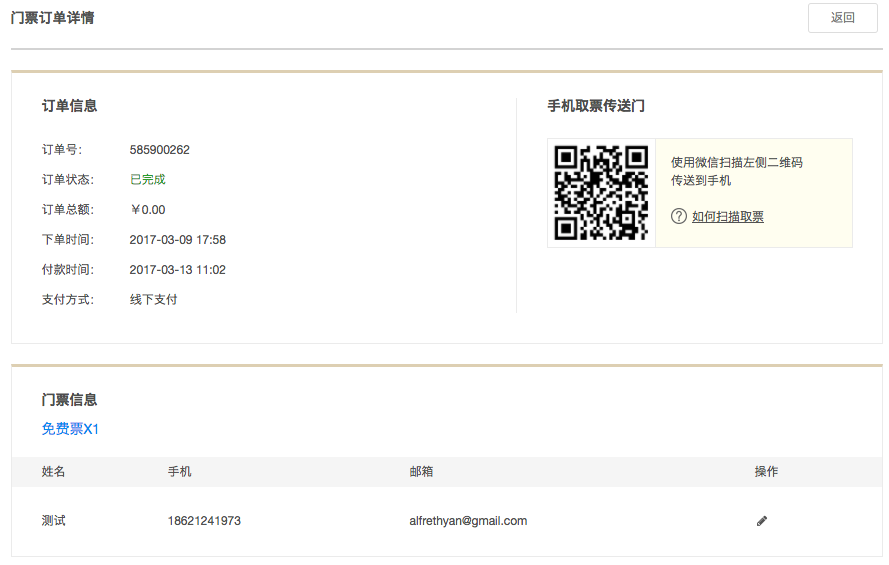 门票订单详情
返回
订单信息
订单号： 585900262
订单状态： 已完成
订单总额： ￥0.00
下单时间： 2017-03-09 17:58
付款时间： 2017-03-13 11:02
支付方式： 线下支付
手机取票传送门
使用微信扫描左侧二维码
传送到手机
? 如何扫描取票
门票信息
免费票X1
姓名 手机 邮箱 操作
测试 18621241973 alfrethyan@gmail.com